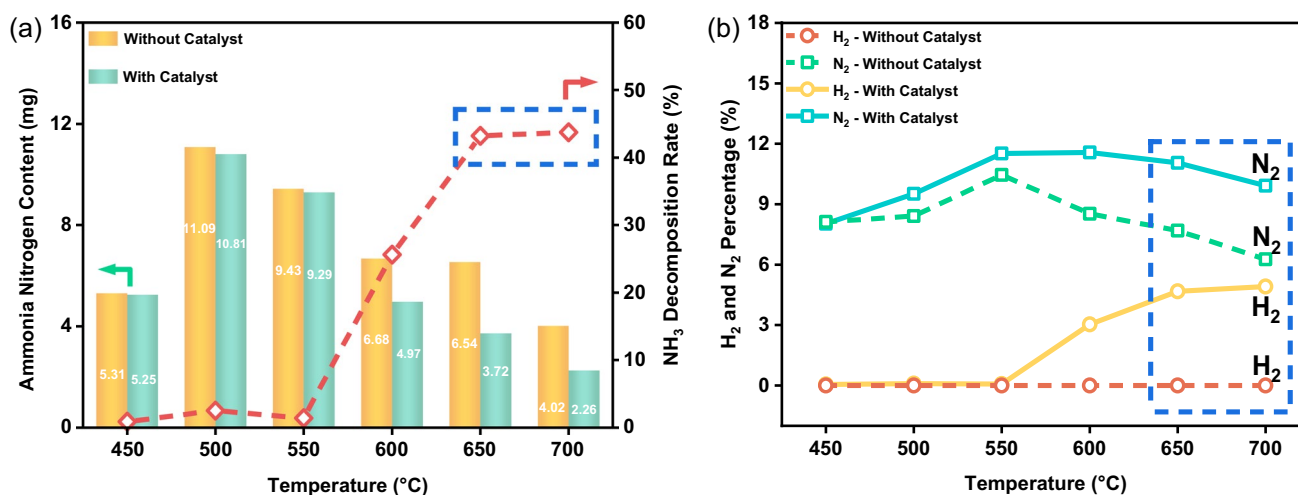 (a)
Ammonia Nitrogen Content (mg)
16
12
8
4
0
Without Catalyst
With Catalyst
5.31
5.25
11.09
10.81
9.43
9.29
6.68
4.97
6.54
3.72
4.02
2.26
450 500 550 600 650 700
Temperature (°C)
60
50
40
30
20
10
0
NH₃ Decomposition Rate (%)
(b)
H₂ and N₂ Percentage (%)
18
15
12
9
6
3
0
H₂ - Without Catalyst
N₂ - Without Catalyst
H₂ - With Catalyst
N₂ - With Catalyst
N₂
N₂
H₂
H₂
450 500 550 600 650 700
Temperature (°C)